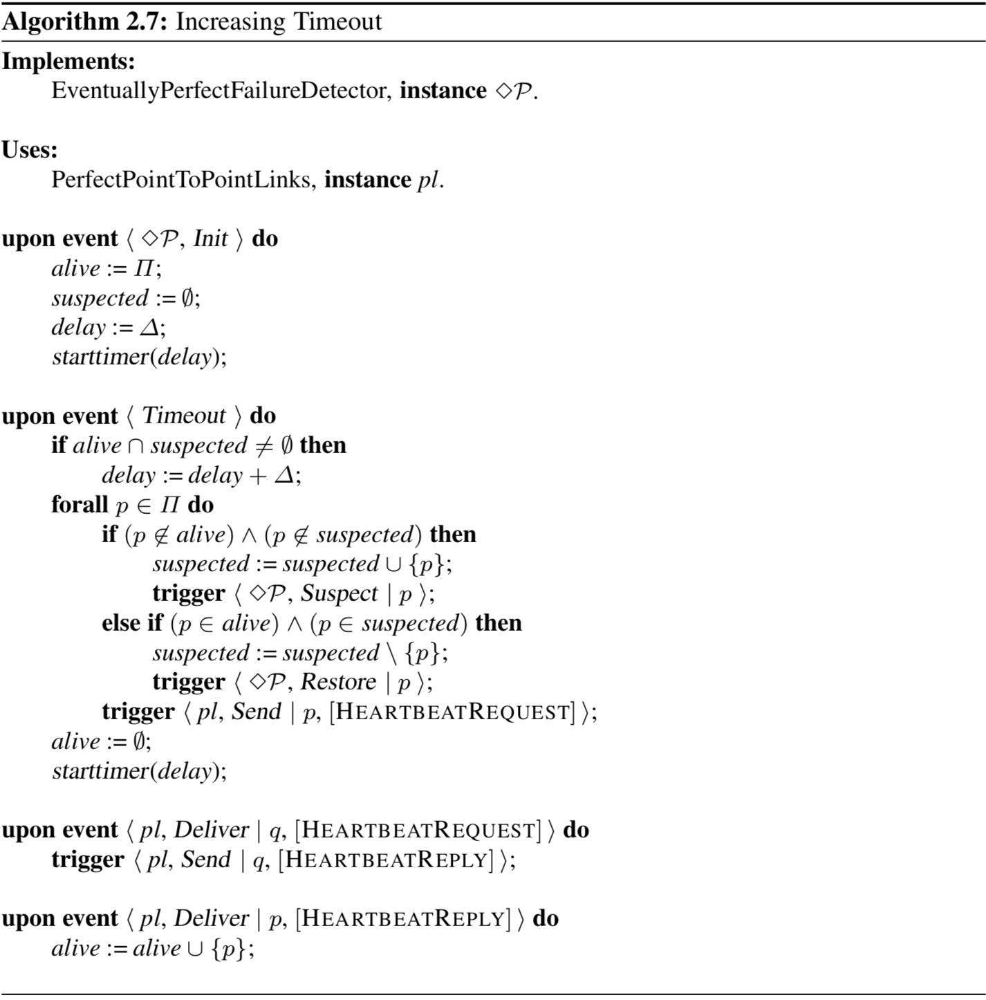 Algorithm 2.7: Increasing Timeout
Implements:
EventuallyPerfectFailureDetector, instance ◇𝒫.
Uses:
PerfectPointToPointLinks, instance pl.
upon event ⟨ ◇𝒫, Init ⟩ do
alive := Π;
suspected := ∅;
delay := Δ;
starttimer(delay);
upon event ⟨ Timeout ⟩ do
if alive ∩ suspected ≠ ∅ then
delay := delay + Δ;
forall p ∈ Π do
if (p ∉ alive) ∧ (p ∉ suspected) then
suspected := suspected ∪ {p};
trigger ⟨ ◇𝒫, Suspect | p ⟩;
else if (p ∈ alive) ∧ (p ∈ suspected) then
suspected := suspected \ {p};
trigger ⟨ ◇𝒫, Restore | p ⟩;
trigger ⟨ pl, Send | p, [HEARTBEATREQUEST] ⟩;
alive := ∅;
starttimer(delay);
upon event ⟨ pl, Deliver | q, [HEARTBEATREQUEST] ⟩ do
trigger ⟨ pl, Send | q, [HEARTBEATREPLY] ⟩;
upon event ⟨ pl, Deliver | p, [HEARTBEATREPLY] ⟩ do
alive := alive ∪ {p};